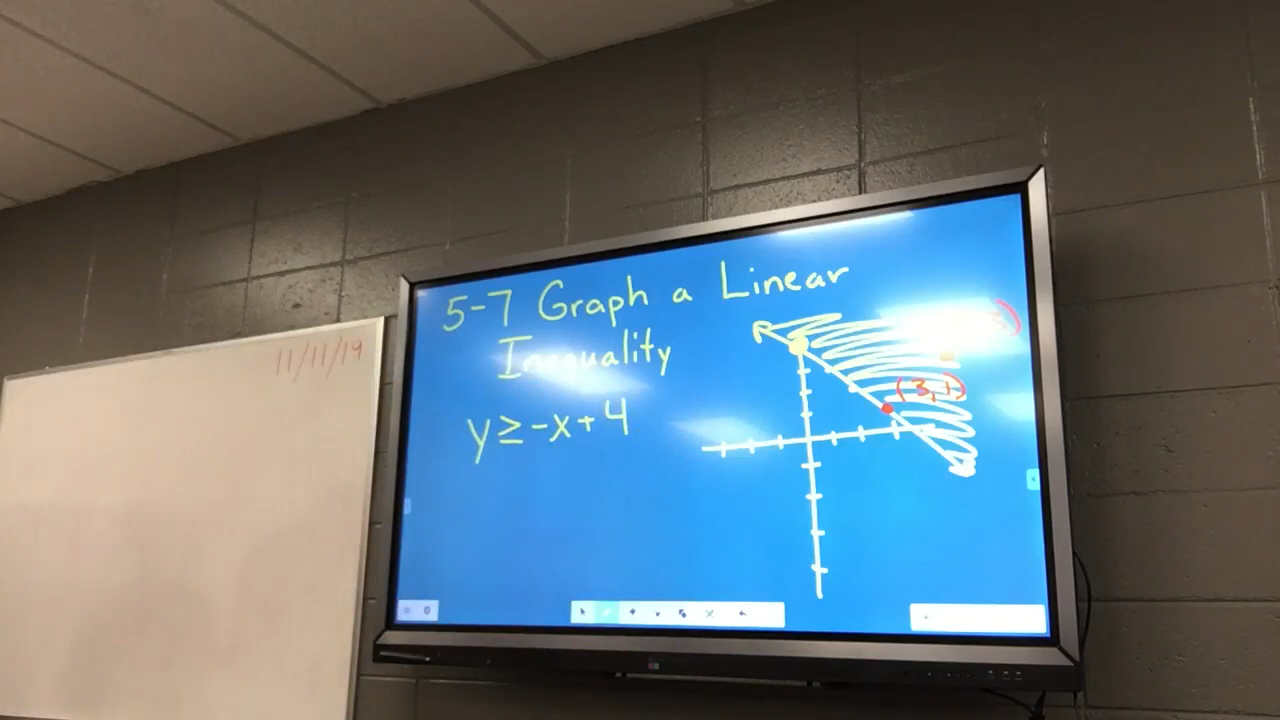 11/11/19
5-7 Graph a Linear
Inequality
y ≥ -x + 4
(3,1)